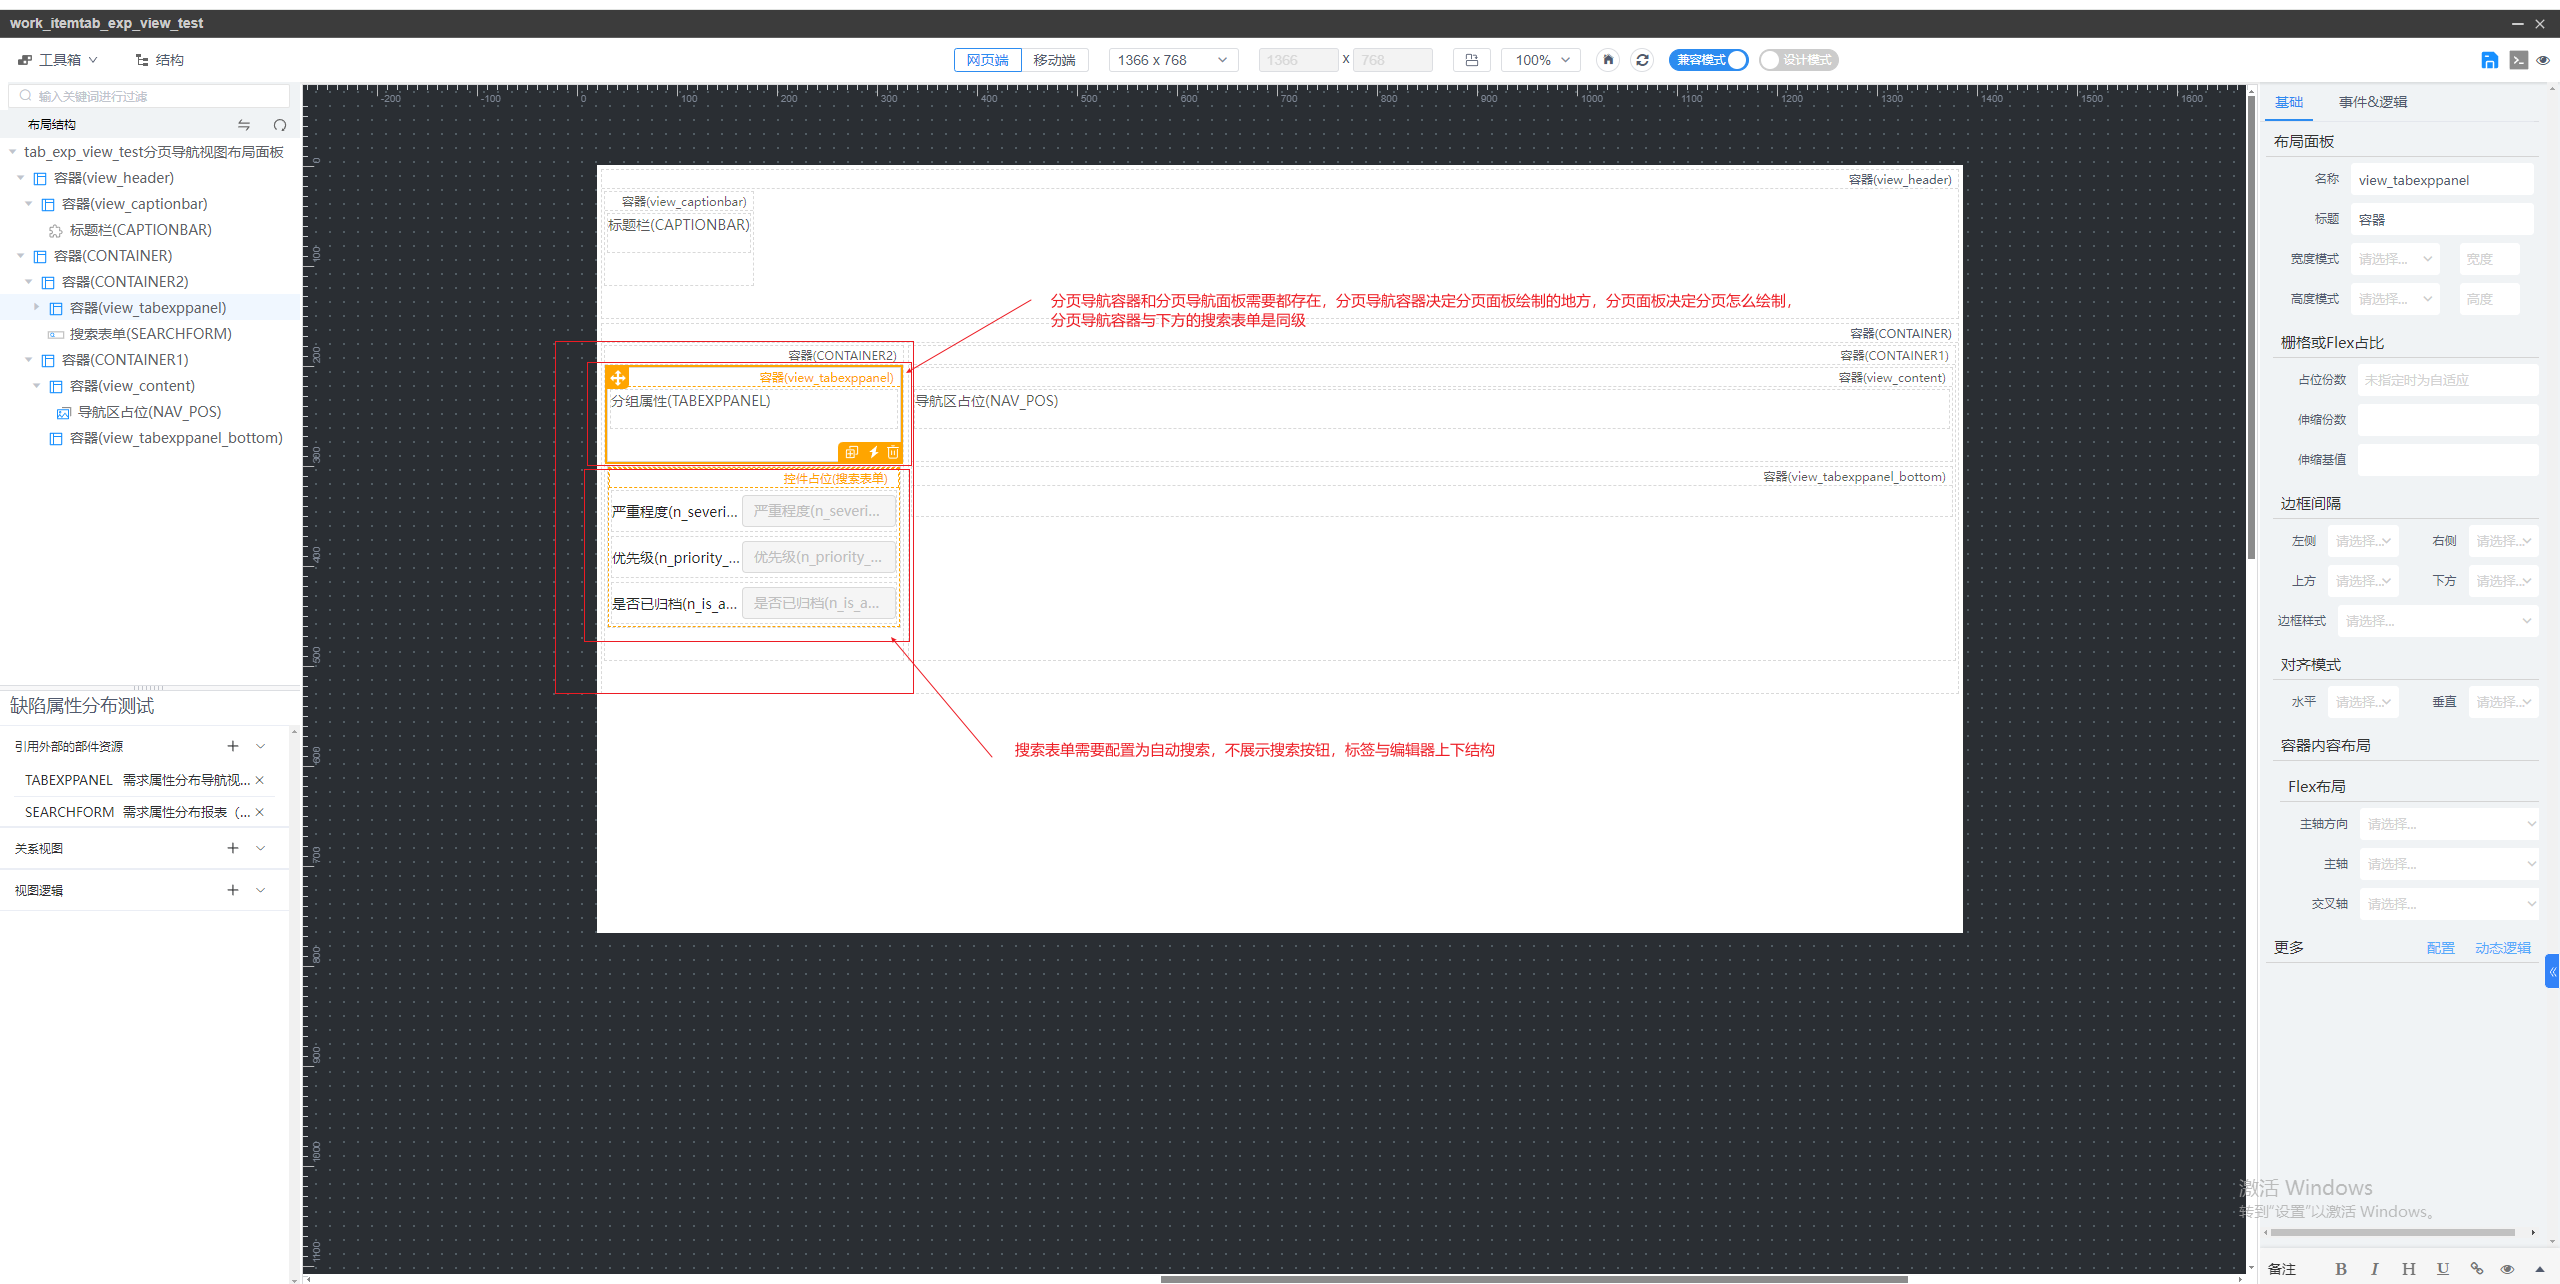 work_itemtab_exp_view_test
工具箱
结构
网页端
移动端
1366 x 768
1366
X
768
100%
兼容模式
设计模式
输入关键词进行过滤
布局结构
tab_exp_view_test分页导航视图布局面板
容器(view_header)
容器(view_captionbar)
标题栏(CAPTIONBAR)
容器(CONTAINER)
容器(CONTAINER2)
容器(view_tabexppanel)
搜索表单(SEARCHFORM)
容器(CONTAINER1)
容器(view_content)
导航区占位(NAV_POS)
容器(view_tabexppanel_bottom)
缺陷属性分布测试
引用外部的部件资源
TABEXPPANEL 需求属性分布导航视...
SEARCHFORM 需求属性分布报表（...
关系视图
视图逻辑
-200
-100
0
100
200
300
400
500
600
700
800
900
1000
1100
1200
1300
1400
1500
1600
0
100
200
300
400
500
600
700
800
900
1000
1100
容器(view_header)
容器(view_captionbar)
标题栏(CAPTIONBAR)
分页导航容器和分页导航面板需要都存在，分页导航容器决定分页面板绘制的地方，分页面板决定分页怎么绘制，
分页导航容器与下方的搜索表单是同级
容器(CONTAINER)
容器(CONTAINER2)
容器(CONTAINER1)
容器(view_tabexppanel)
容器(view_content)
分组属性(TABEXPPANEL)
导航区占位(NAV_POS)
控件占位(搜索表单)
容器(view_tabexppanel_bottom)
严重程度(n_severi...
严重程度(n_severi...
优先级(n_priority_...
优先级(n_priority_...
是否已归档(n_is_a...
是否已归档(n_is_a...
搜索表单需要配置为自动搜索，不展示搜索按钮，标签与编辑器上下结构
基础
事件&逻辑
布局面板
名称
view_tabexppanel
标题
容器
宽度模式
请选择...
宽度
高度模式
请选择...
高度
栅格或Flex占比
占位份数
未指定时为自适应
伸缩份数
伸缩基值
边框间隔
左侧
请选择...
右侧
请选择...
上方
请选择...
下方
请选择...
边框样式
请选择...
对齐模式
水平
请选择...
垂直
请选择...
容器内容布局
Flex布局
主轴方向
请选择...
主轴
请选择...
交叉轴
请选择...
更多
配置
动态逻辑
激活 Windows
转到"设置"以激活 Windows。
备注
B
I
H
U